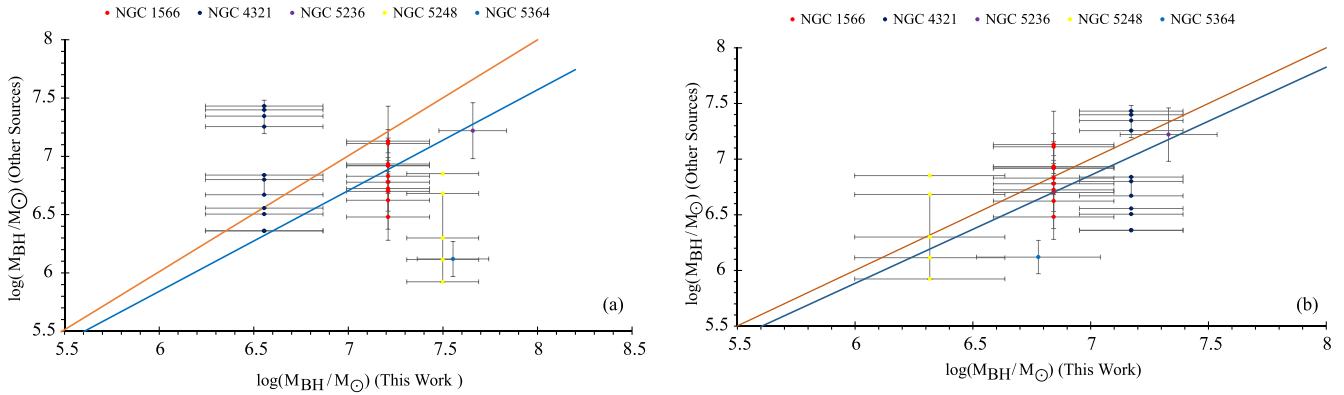 NGC 1566 NGC 4321 NGC 5236 NGC 5248 NGC 5364
8
7.5
7
6.5
6
5.5
5.5 6 6.5 7 7.5 8 8.5
log(M_BH/M_⊙) (Other Sources)
log(M_BH/M_⊙) (This Work )
(a)
NGC 1566 NGC 4321 NGC 5236 NGC 5248 NGC 5364
8
7.5
7
6.5
6
5.5
5.5 6 6.5 7 7.5 8
log(M_BH/M_⊙) (Other Sources)
log(M_BH/M_⊙) (This Work)
(b)